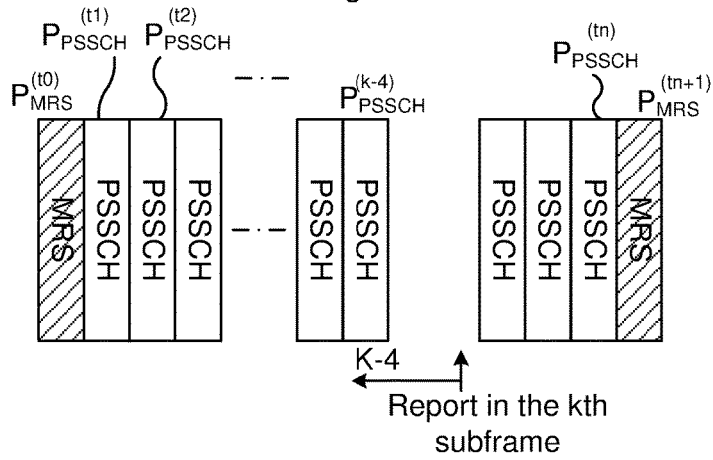 P_PSSCH^(t1) P_PSSCH^(t2) P_PSSCH^(tn)
P_MRS^(t0) P_PSSCH^(k-4) P_MRS^(tn+1)
MRS PSSCH PSSCH PSSCH PSSCH PSSCH PSSCH PSSCH PSSCH MRS
K-4
Report in the kth
subframe